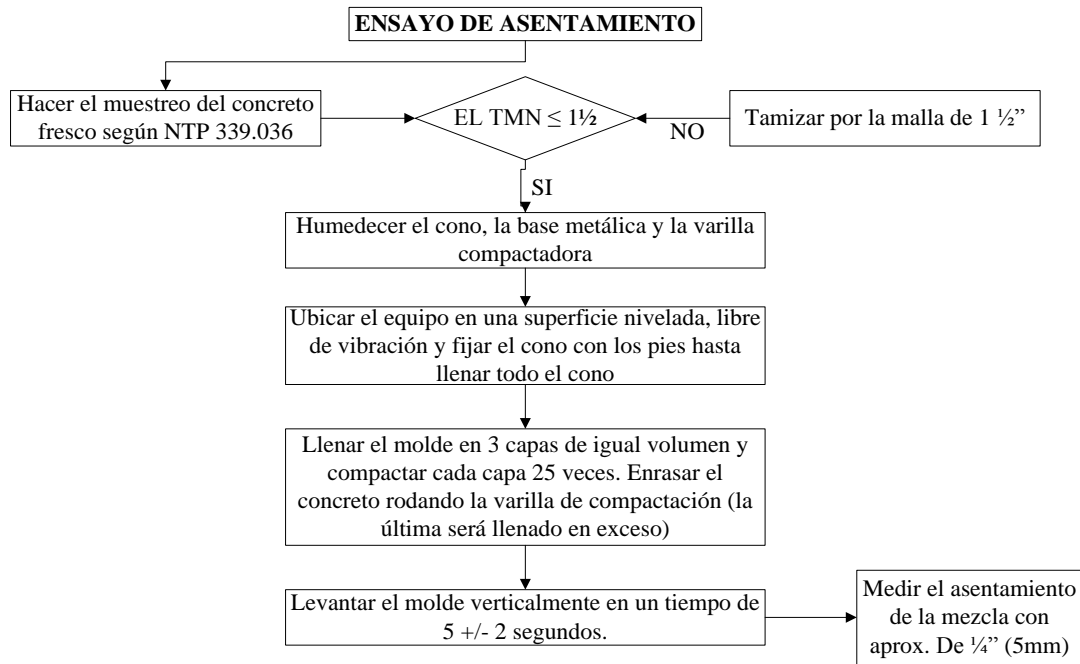 ENSAYO DE ASENTAMIENTO
Hacer el muestreo del concreto
fresco según NTP 339.036
EL TMN ≤ 1½
NO
Tamizar por la malla de 1 ½”
SI
Humedecer el cono, la base metálica y la varilla
compactadora
Ubicar el equipo en una superficie nivelada, libre
de vibración y fijar el cono con los pies hasta
llenar todo el cono
Llenar el molde en 3 capas de igual volumen y
compactar cada capa 25 veces. Enrasar el
concreto rodando la varilla de compactación (la
última será llenado en exceso)
Levantar el molde verticalmente en un tiempo de
5 +/- 2 segundos.
Medir el asentamiento
de la mezcla con
aprox. De ¼” (5mm)